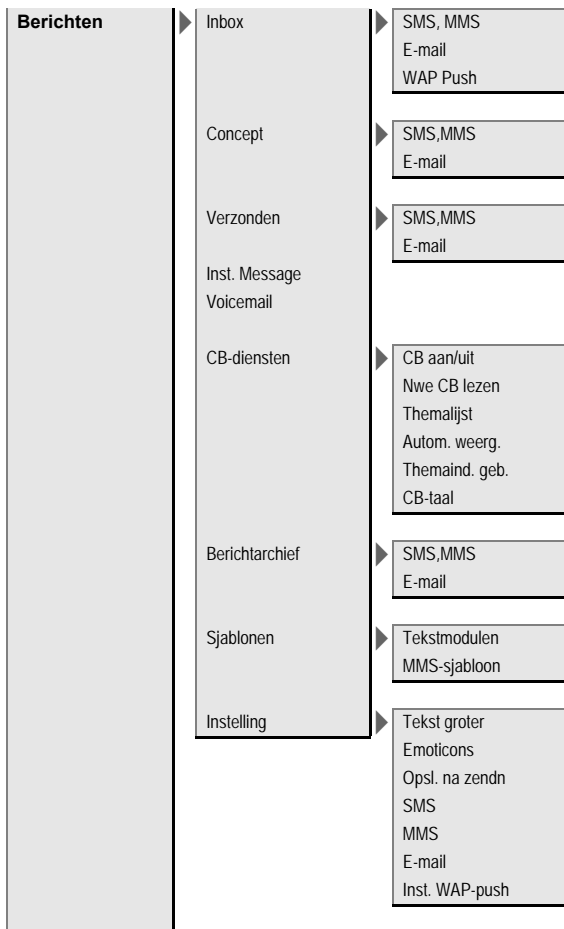 Berichten
Inbox
SMS, MMS
E-mail
WAP Push
Concept
SMS,MMS
E-mail
Verzonden
SMS,MMS
E-mail
Inst. Message
Voicemail
CB-diensten
CB aan/uit
Nwe CB lezen
Themalijst
Autom. weerg.
Themaind. geb.
CB-taal
Berichtarchief
SMS,MMS
E-mail
Sjablonen
Tekstmodulen
MMS-sjabloon
Instelling
Tekst groter
Emoticons
Opsl. na zendn
SMS
MMS
E-mail
Inst. WAP-push